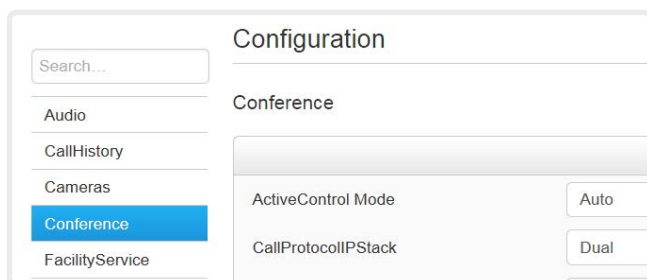 Configuration
Search...
Conference
Audio
CallHistory
Cameras
ActiveControl Mode
Auto
Conference
CallProtocolIPStack
Dual
FacilityService